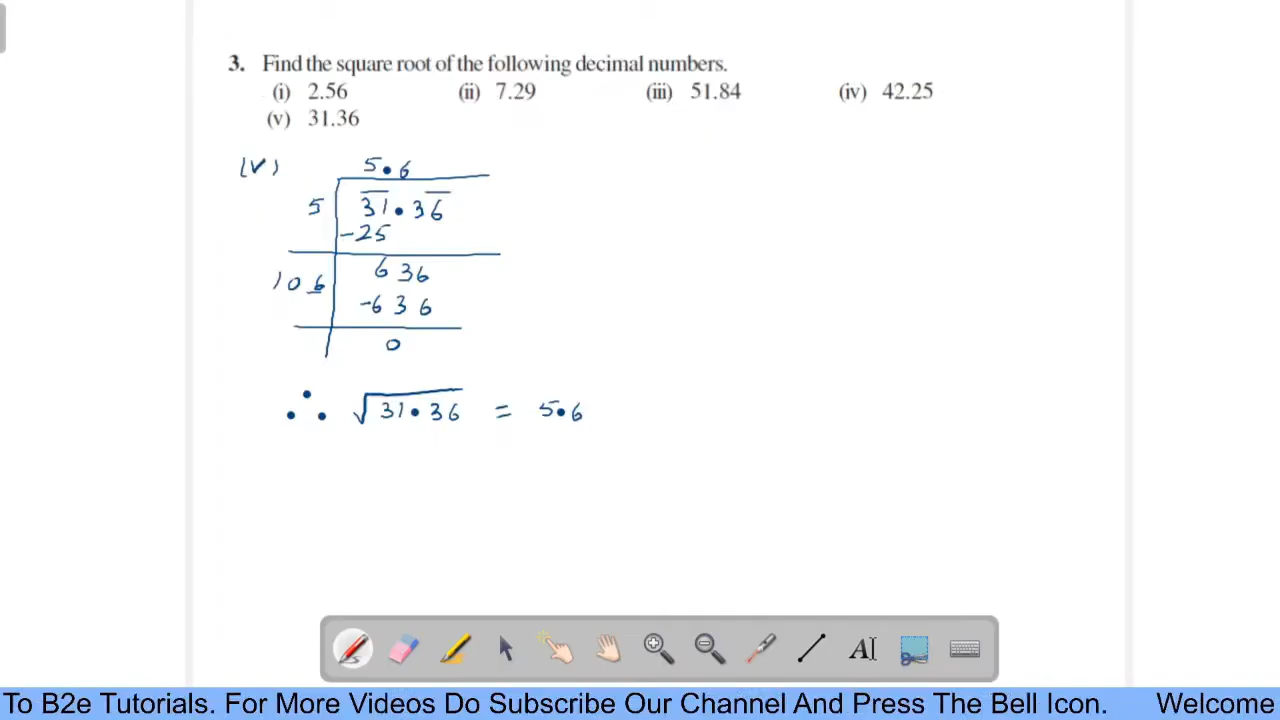 3. Find the square root of the following decimal numbers.
(i) 2.56 (ii) 7.29 (iii) 51.84 (iv) 42.25
(v) 31.36
(v) 5.6
5 31.36
-25
106 636
-636
0
∴ √31.36 = 5.6
AI
To B2e Tutorials. For More Videos Do Subscribe Our Channel And Press The Bell Icon. Welcome